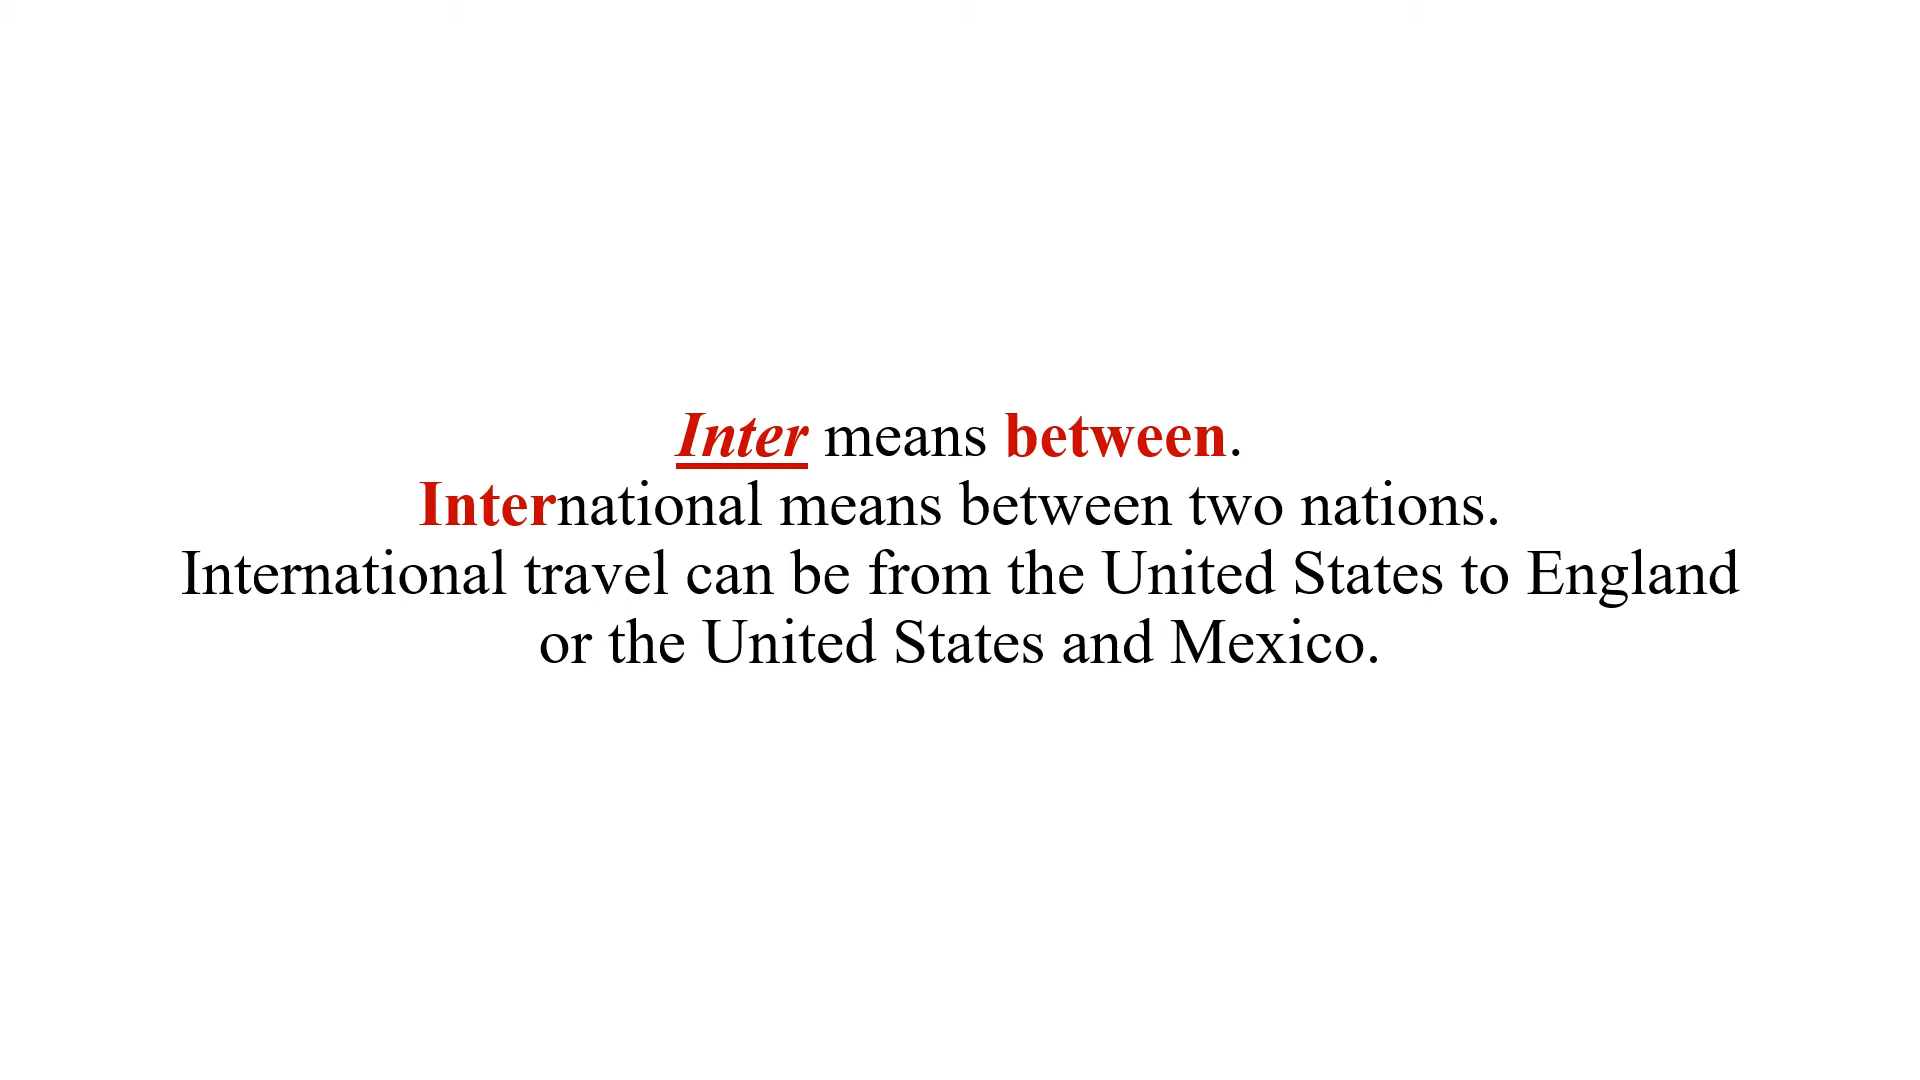 Inter means between.
International means between two nations.
International travel can be from the United States to England
or the United States and Mexico.